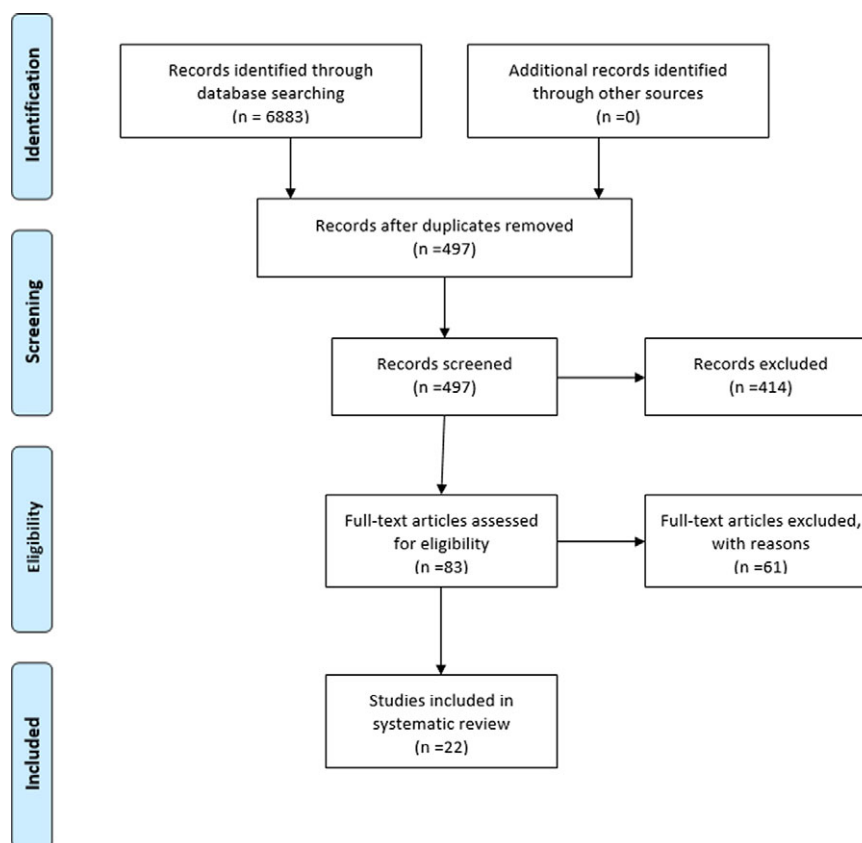 Identification
Records identified through
database searching
(n = 6883)
Additional records identified
through other sources
(n =0)
Records after duplicates removed
(n =497)
Screening
Records screened
(n =497)
Records excluded
(n =414)
Eligibility
Full-text articles assessed
for eligibility
(n =83)
Full-text articles excluded,
with reasons
(n =61)
Included
Studies included in
systematic review
(n =22)